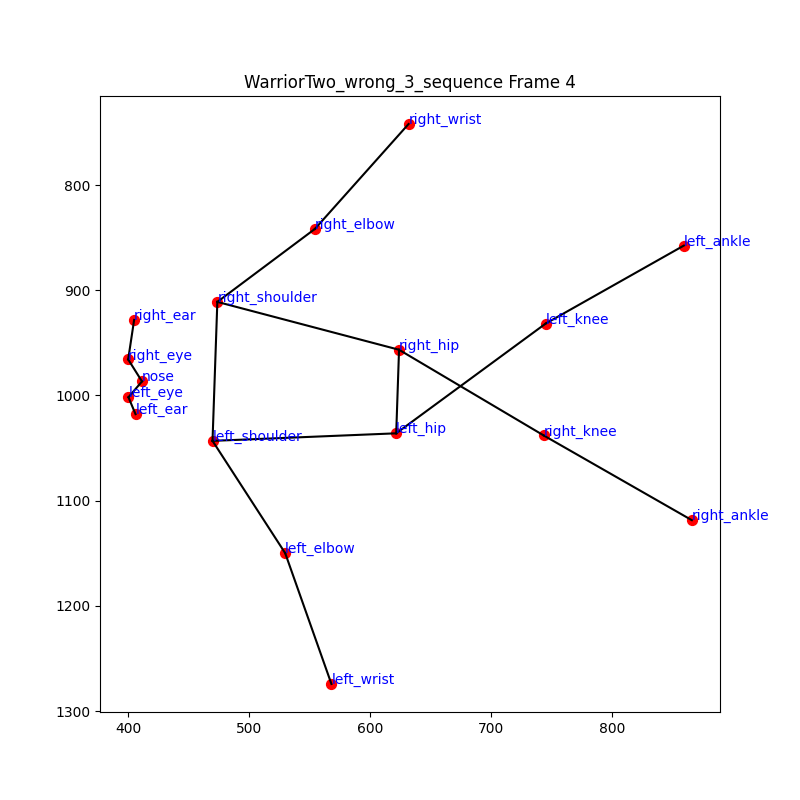 WarriorTwo_wrong_3_sequence Frame 4
right_wrist
800
right_elbow
left_ankle
900
right_shoulder
right_ear
left_knee
right_hip
right_eye
nose
1000
left_eye
left_ear
left_hip
right_knee
left_shoulder
1100
right_ankle
left_elbow
1200
left_wrist
1300
400 500 600 700 800